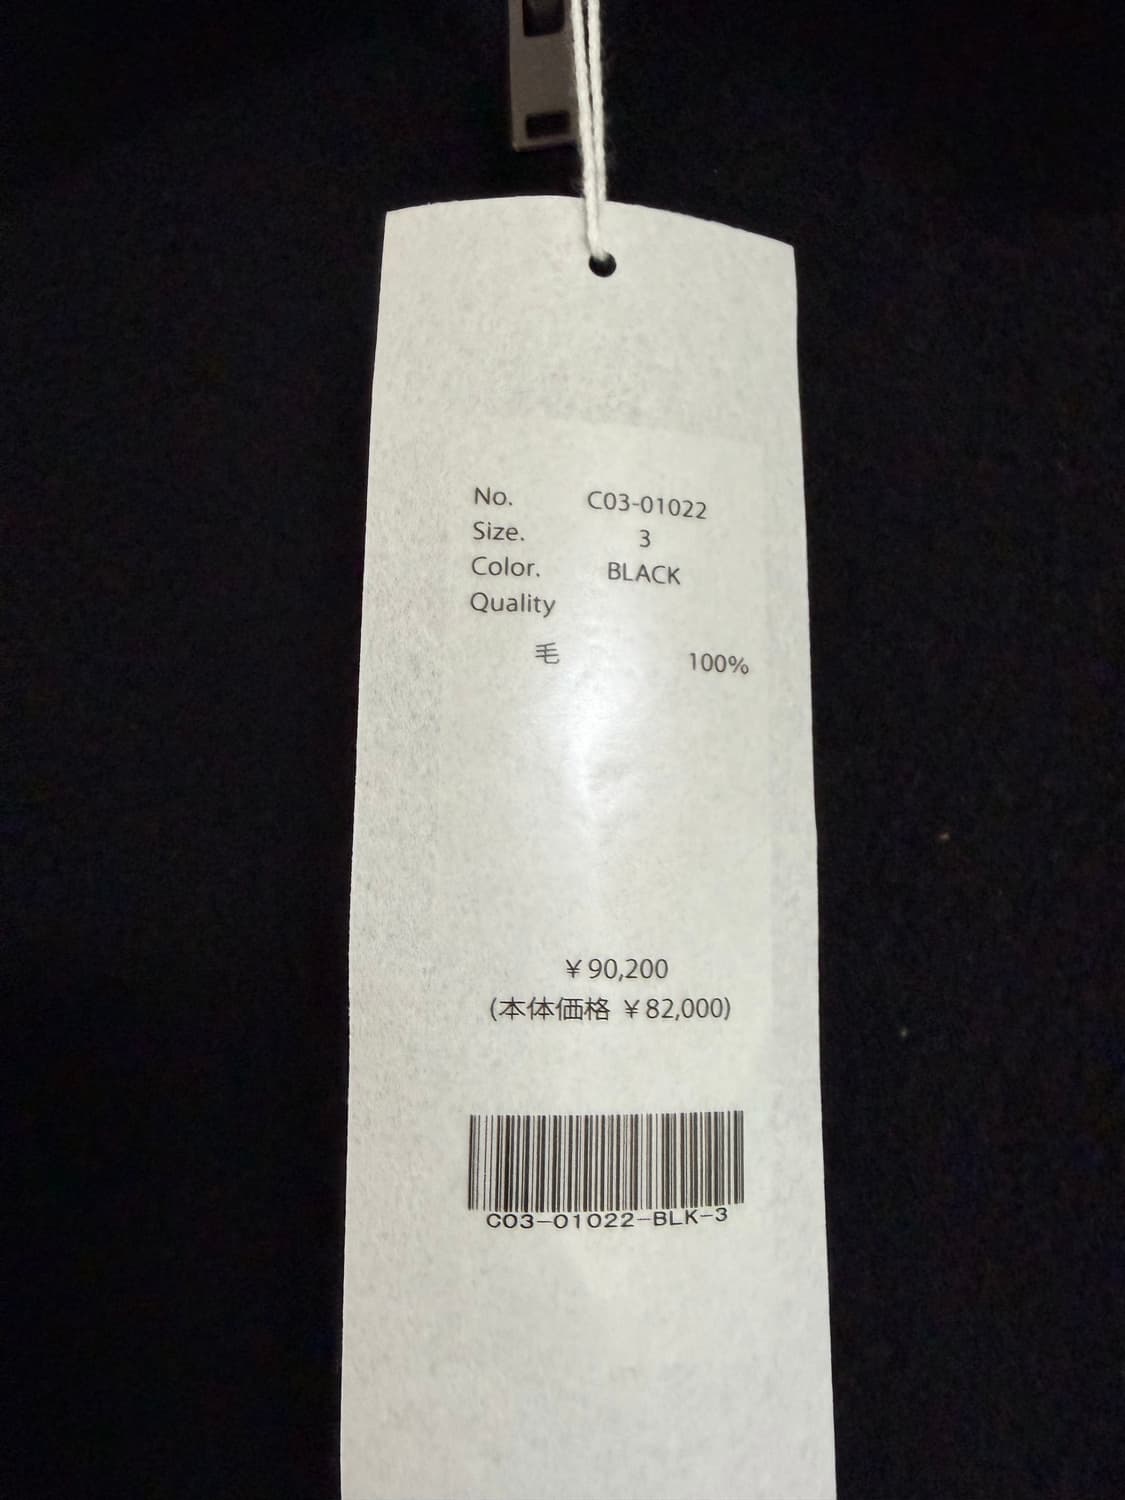 No. C03-01022
Size. 3
Color. BLACK
Quality
毛 100%
¥90,200
(本体価格 ¥82,000)
C03-01022-BLK-3